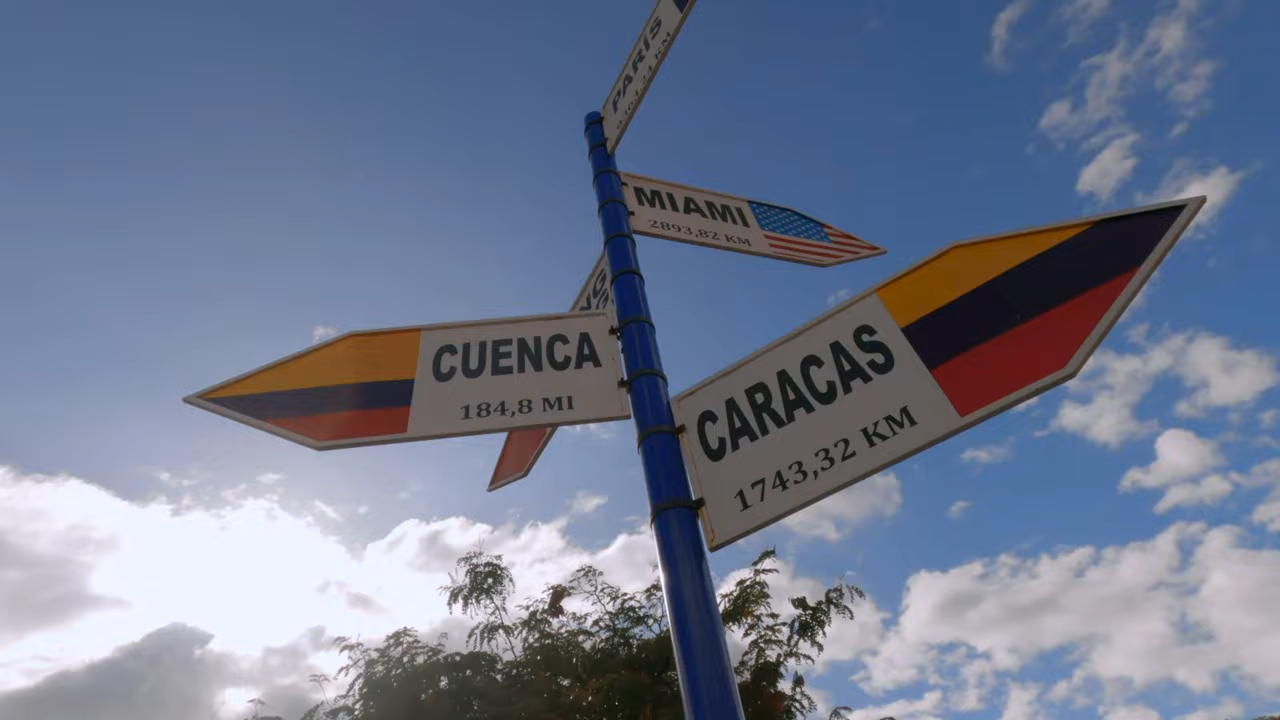 PARIS
MIAMI
2893,82 KM
CUENCA
184,8 MI
CARACAS
1743,32 KM